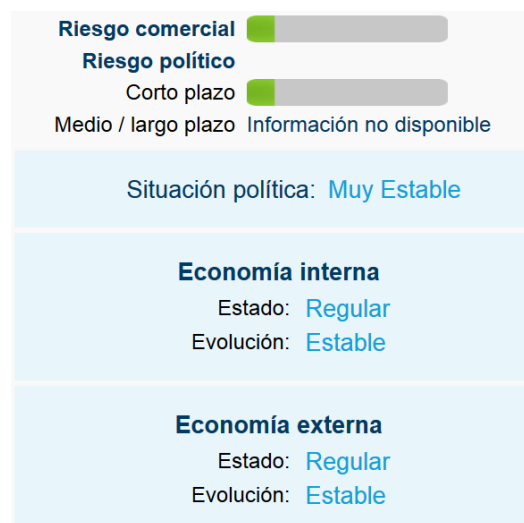 Riesgo comercial
Riesgo político
Corto plazo
Medio / largo plazo Información no disponible
Situación política: Muy Estable
Economía interna
Estado: Regular
Evolución: Estable
Economía externa
Estado: Regular
Evolución: Estable